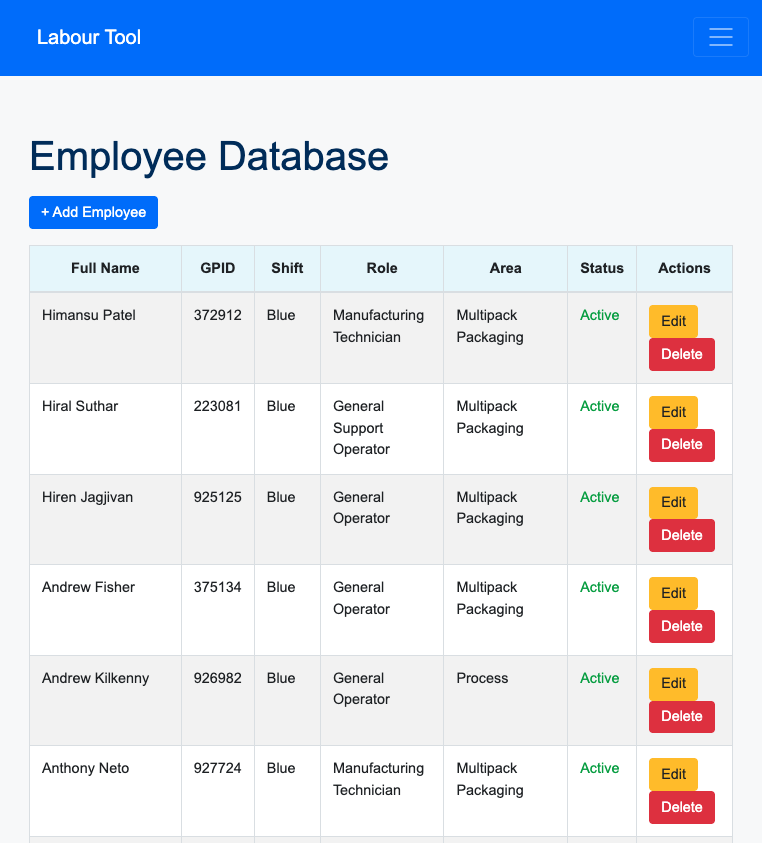 Labour Tool
Employee Database
+ Add Employee
Full Name GPID Shift Role Area Status Actions
Himansu Patel 372912 Blue Manufacturing Multipack Active Edit
Technician Packaging Delete
Hiral Suthar 223081 Blue General Multipack Active Edit
Support Packaging Delete
Operator
Hiren Jagjivan 925125 Blue General Multipack Active Edit
Operator Packaging Delete
Andrew Fisher 375134 Blue General Multipack Active Edit
Operator Packaging Delete
Andrew Kilkenny 926982 Blue General Process Active Edit
Operator Delete
Anthony Neto 927724 Blue Manufacturing Multipack Active Edit
Technician Packaging Delete